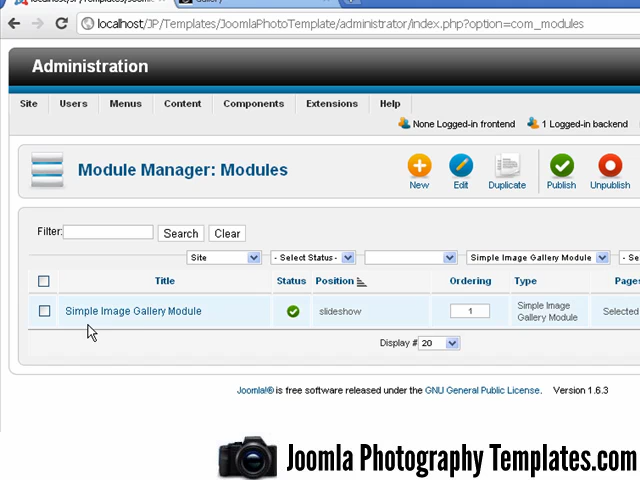 localhost/JP/Templates/JoomlaPhotoTemplate/administrator/index.php?option=com_modules
Administration
Site Users Menus Content Components Extensions Help
None Logged-in frontend 1 Logged-in backend
Module Manager: Modules
New Edit Duplicate Publish Unpublish
Filter: Search Clear
Site - Select Status - Simple Image Gallery Module - Se
Title Status Position Ordering Type Pages
Simple Image Gallery Module slideshow 1 Simple Image Gallery Module Selected
Display # 20
Joomla!® is free software released under the GNU General Public License. Version 1.6.3
Joomla Photography Templates.com